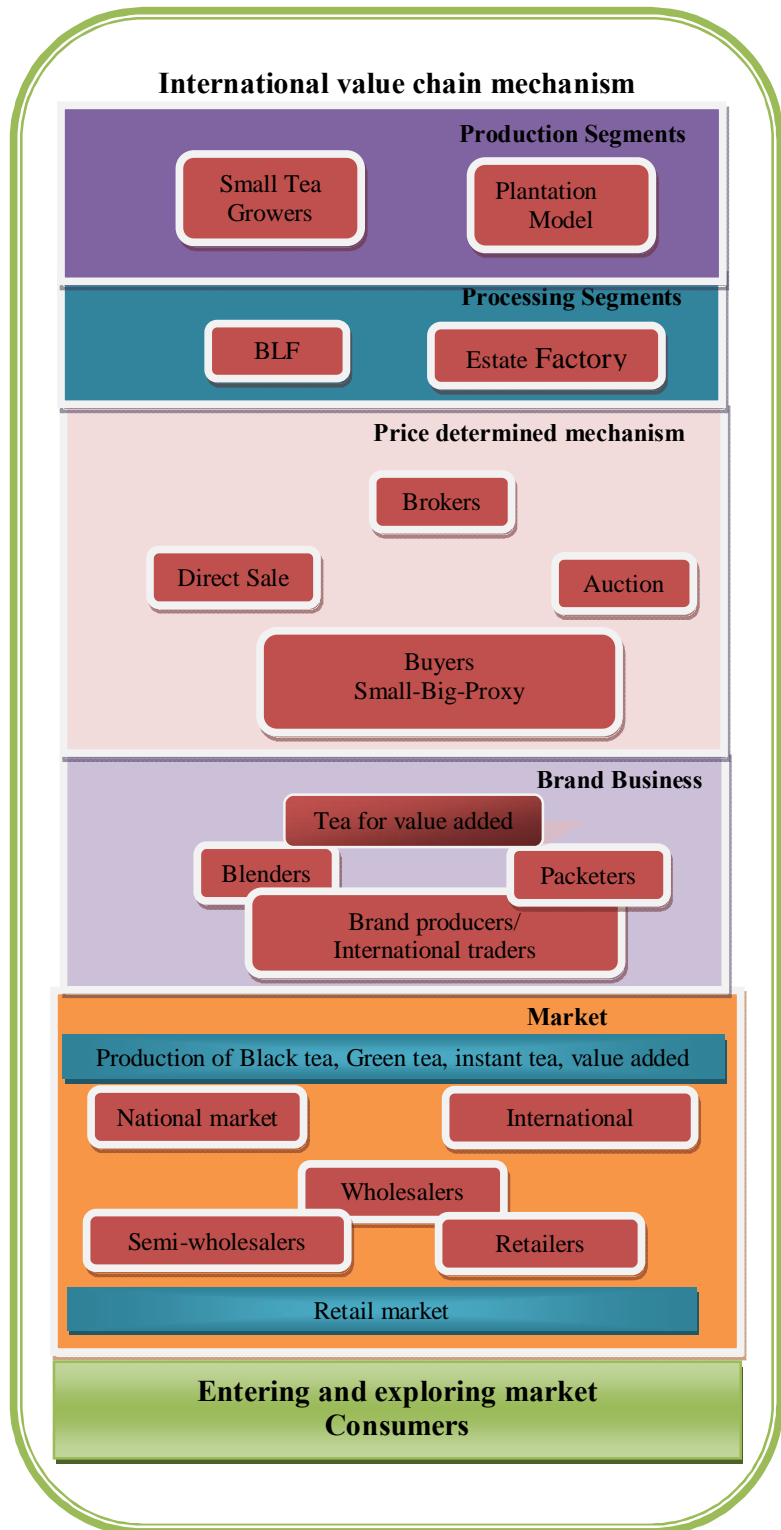 International value chain mechanism
Production Segments
Small Tea
Growers
Plantation
Model
Processing Segments
BLF
Estate Factory
Price determined mechanism
Brokers
Direct Sale
Auction
Buyers
Small-Big-Proxy
Brand Business
Tea for value added
Blenders
Packeters
Brand producers/
International traders
Market
Production of Black tea, Green tea, instant tea, value added
National market
International
Wholesalers
Semi-wholesalers
Retailers
Retail market
Entering and exploring market
Consumers